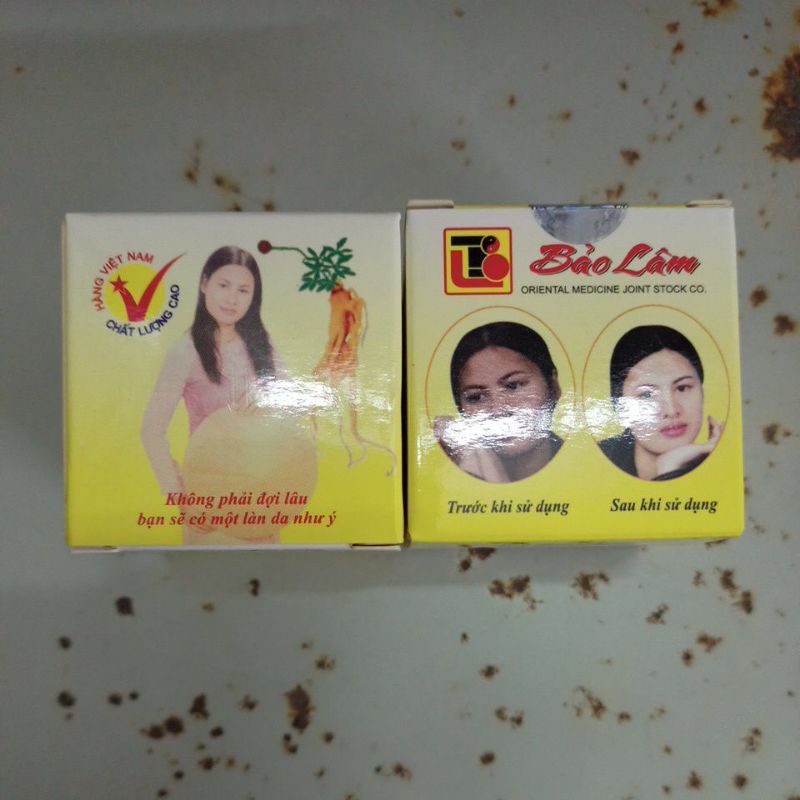 HÀNG VIỆT NAM
CHẤT LƯỢNG CAO
Không phải đợi lâu
bạn sẽ có một làn da như ý
Bảo Lâm
ORIENTAL MEDICINE JOINT STOCK CO.
Trước khi sử dụng
Sau khi sử dụng